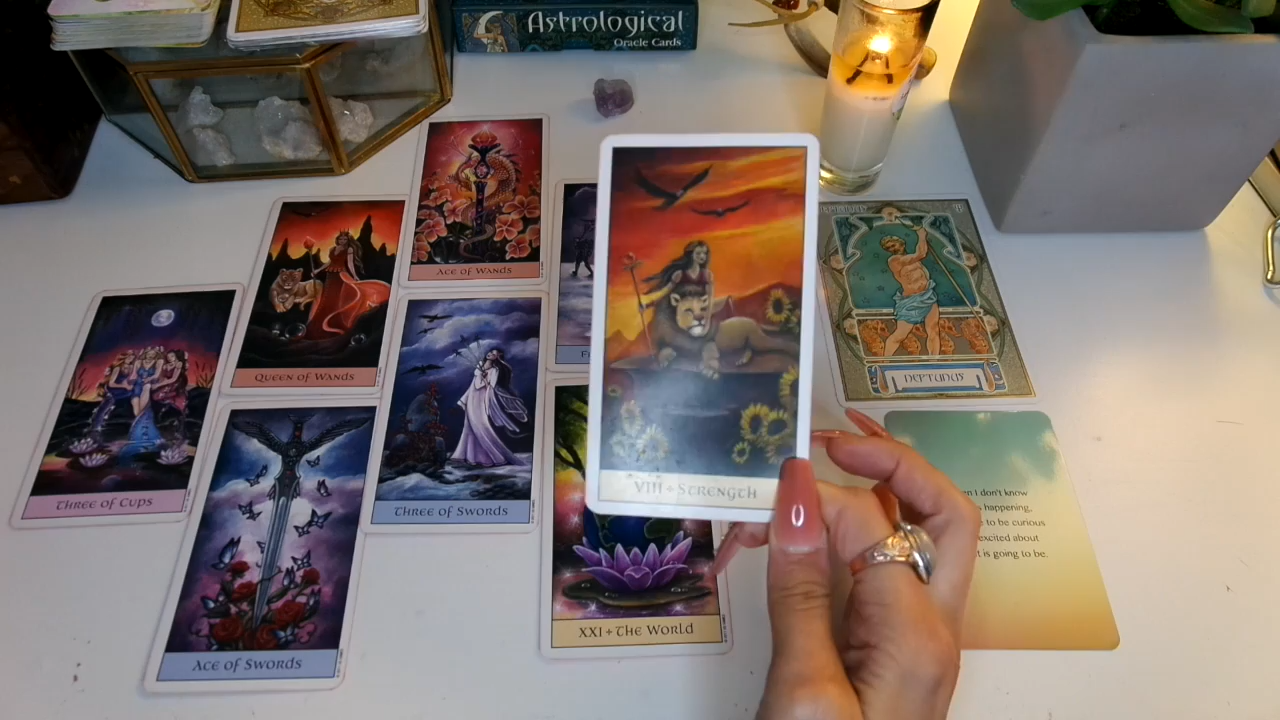 Astrological
Oracle Cards
Ace of Wands
Queen of Wands
Three of Cups
Three of Swords
Ace of Swords
VIII + Strength
XXI + The World
NEPTUNUS
I don't know
happening,
to be curious
excited about
is going to be.